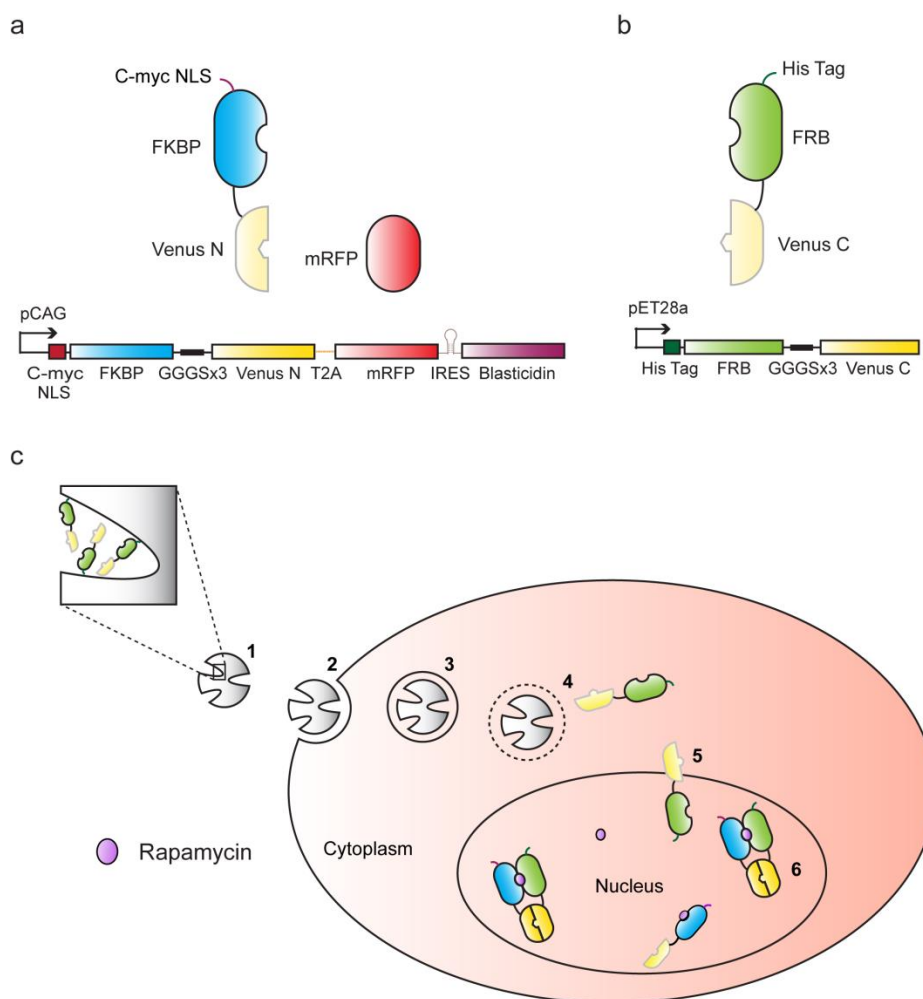 a
C-myc NLS
FKBP
Venus N
mRFP
pCAG
C-myc NLS FKBP GGGSx3 Venus N T2A mRFP IRES Blasticidin
b
His Tag
FRB
Venus C
pET28a
His Tag FRB GGGSx3 Venus C
c
1
2
3
4
5
6
Cytoplasm
Nucleus
Rapamycin